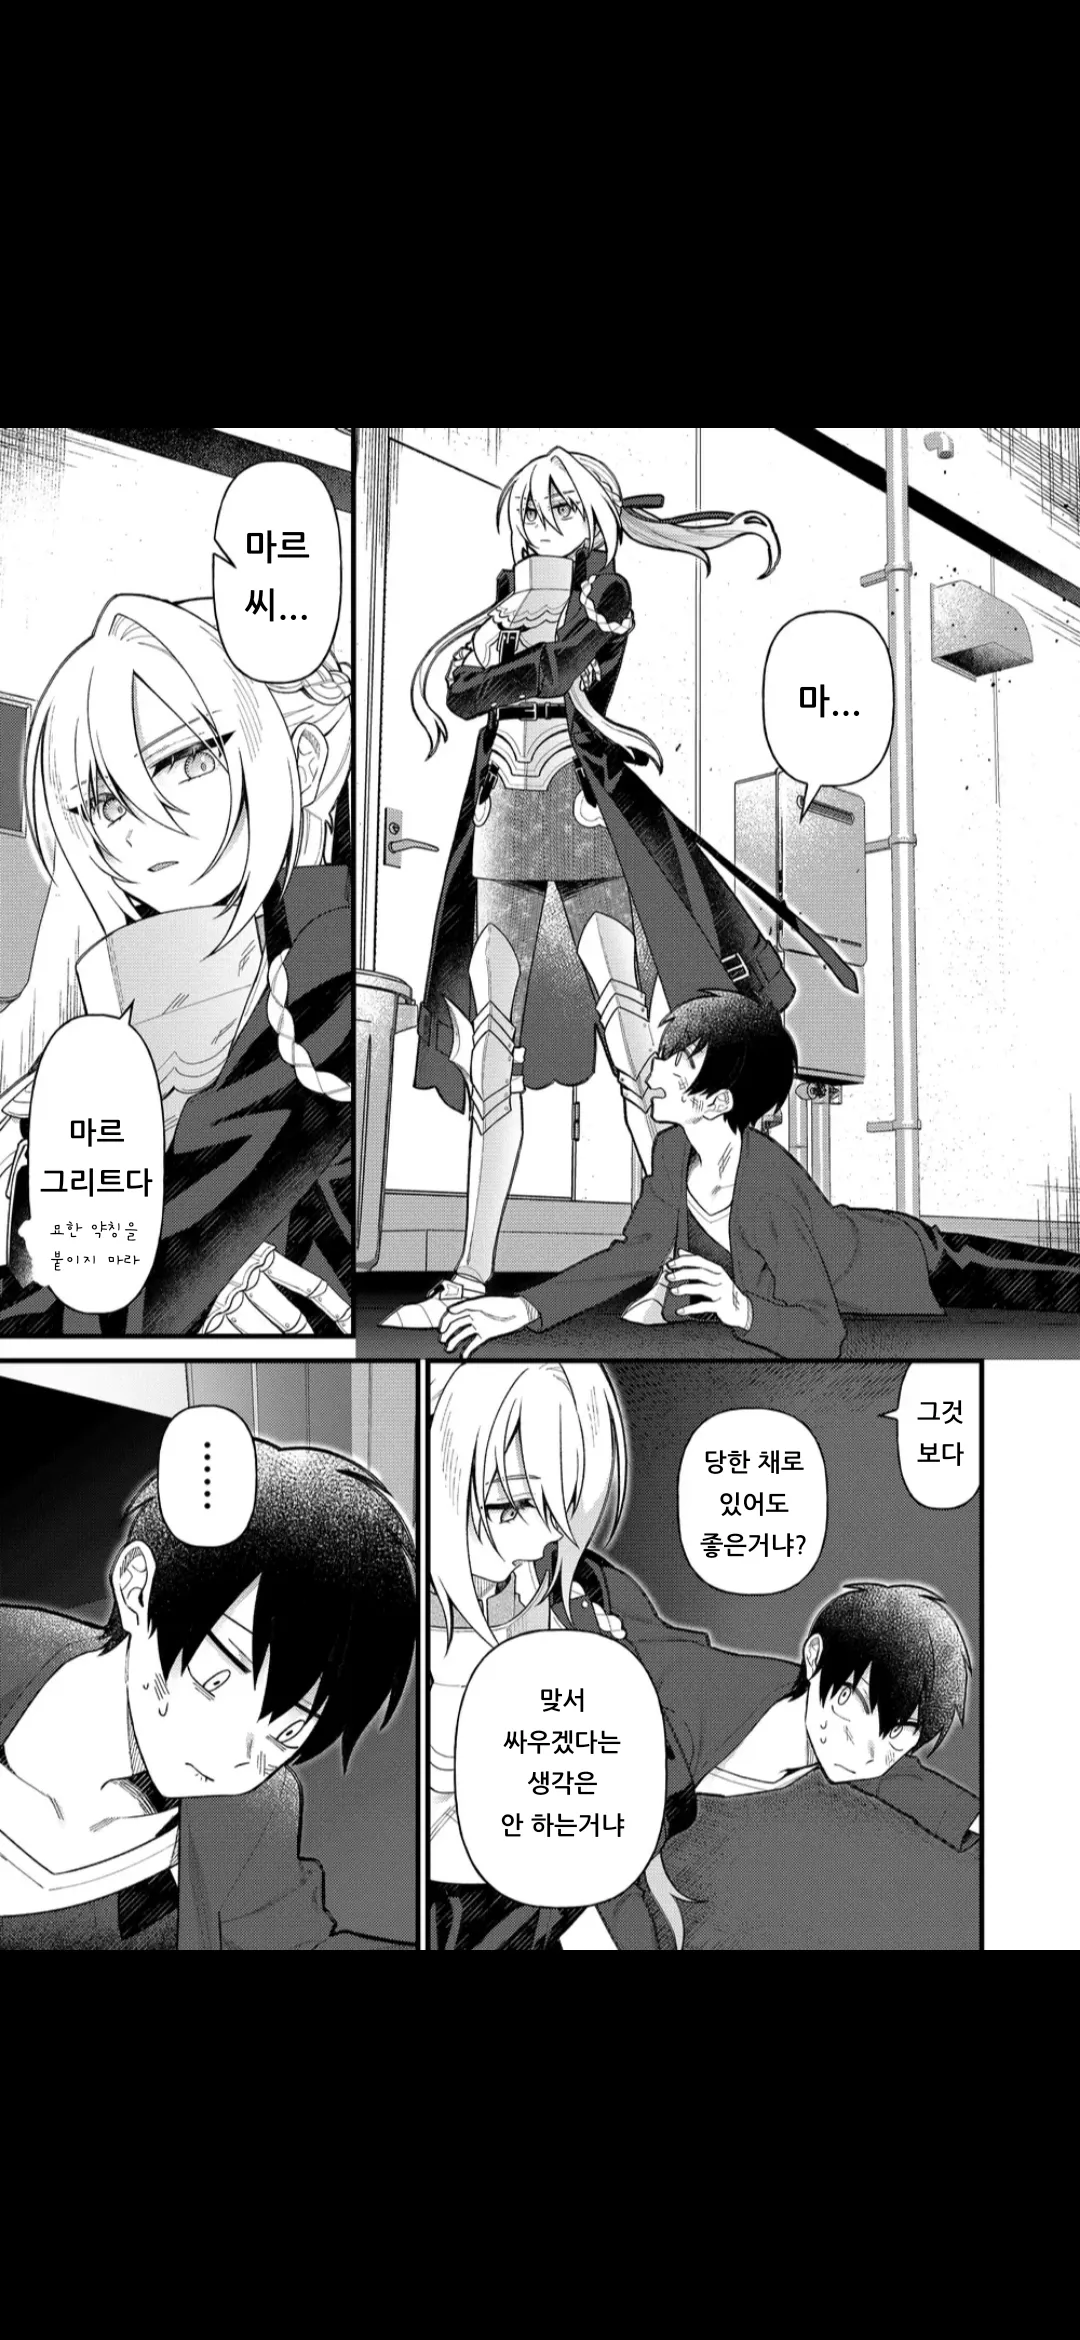 마...
마르
씨...
마르
그리트다
묘한 약칭을
붙이지 마라
그것
보다
당한 채로
있어도
좋은거냐?
맞서
싸우겠다는
생각은
안 하는거냐
......